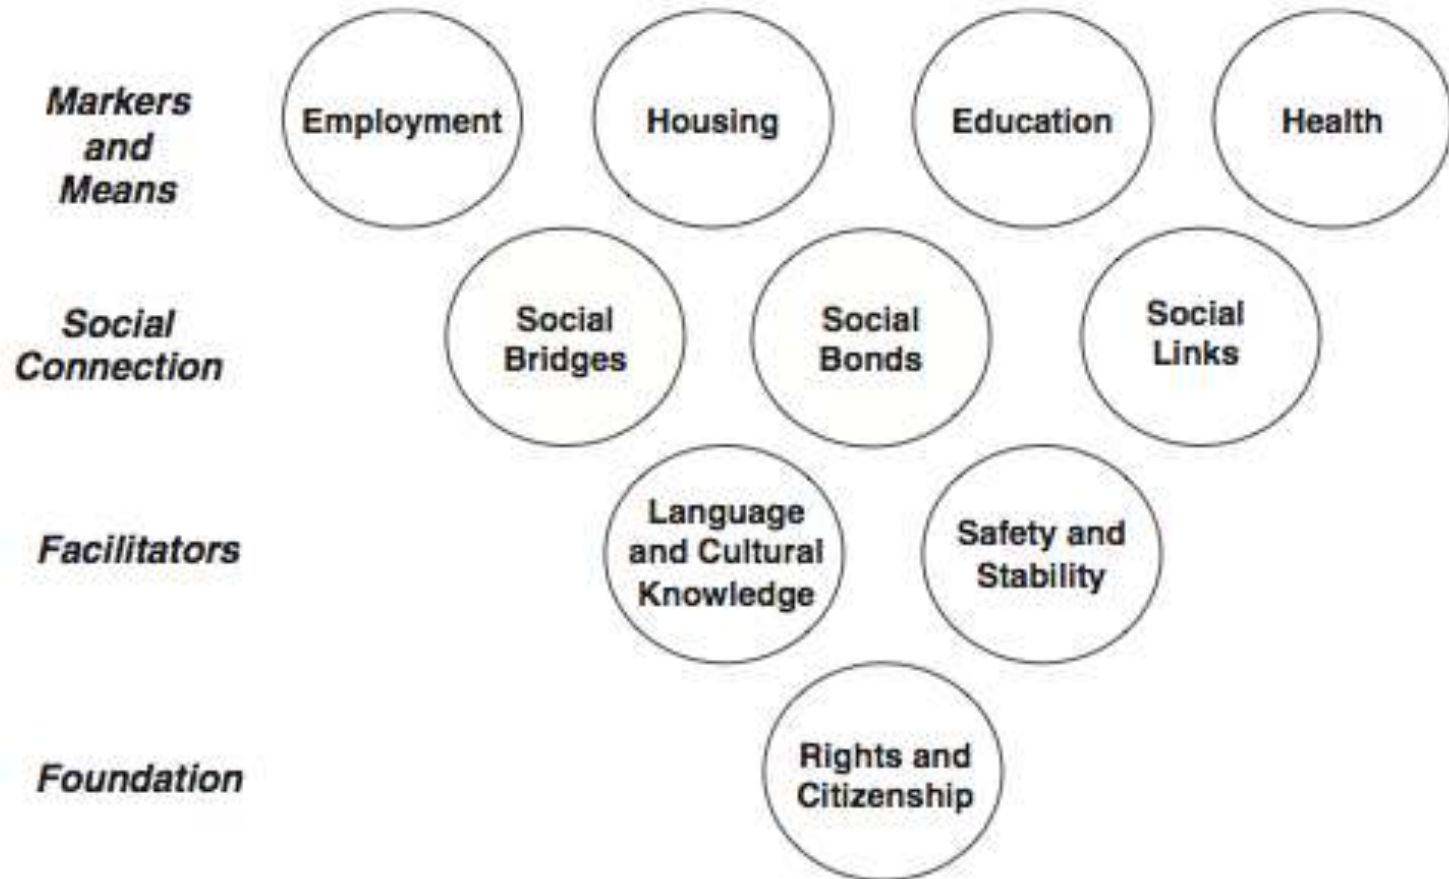 Markers
and
Means
Employment
Housing
Education
Health
Social
Connection
Social
Bridges
Social
Bonds
Social
Links
Facilitators
Language
and Cultural
Knowledge
Safety and
Stability
Foundation
Rights and
Citizenship